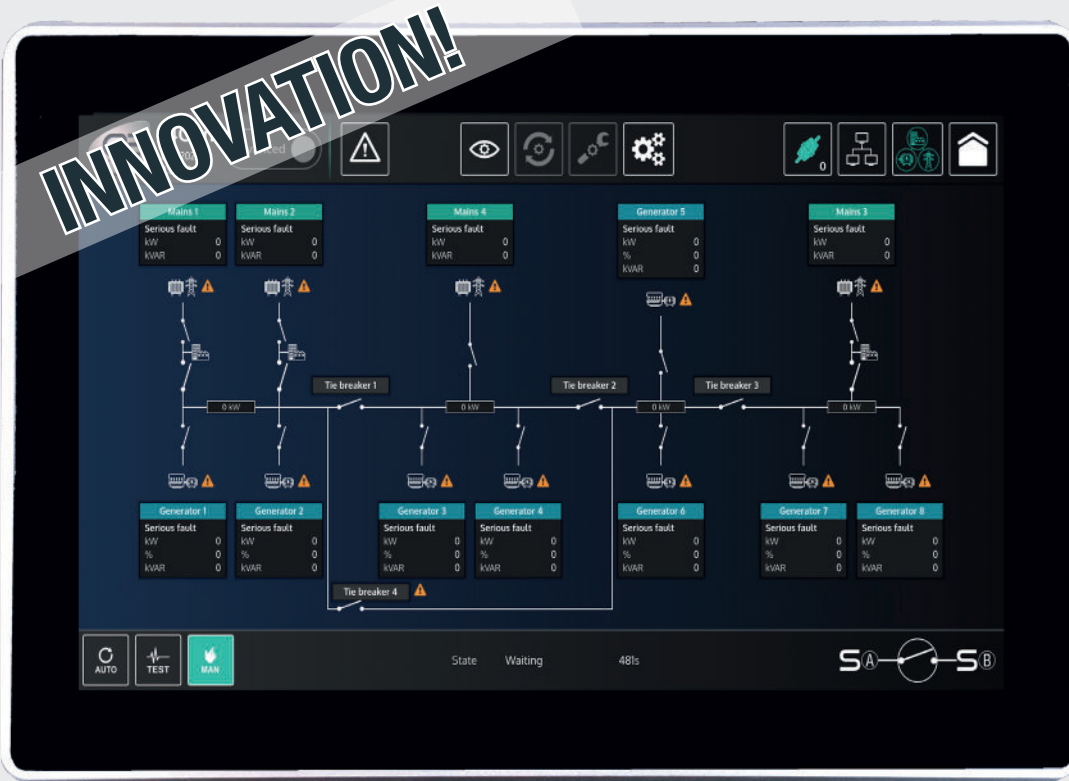 INNOVATION!
Mains 1
Serious fault
kW 0
kVAR 0
Mains 2
Serious fault
kW 0
kVAR 0
Mains 4
Serious fault
kW 0
kVAR 0
Generator 5
Serious fault
kW 0
% 0
kVAR 0
Mains 3
Serious fault
kW 0
kVAR 0
0
Tie breaker 1
Tie breaker 2
Tie breaker 3
0 kW
0 kW
0 kW
0 kW
Generator 1
Serious fault
kW 0
% 0
kVAR 0
Generator 2
Serious fault
kW 0
% 0
kVAR 0
Generator 3
Serious fault
kW 0
% 0
kVAR 0
Generator 4
Serious fault
kW 0
% 0
kVAR 0
Generator 6
Serious fault
kW 0
% 0
kVAR 0
Generator 7
Serious fault
kW 0
% 0
kVAR 0
Generator 8
Serious fault
kW 0
% 0
kVAR 0
Tie breaker 4
AUTO
TEST
MAN
State Waiting 481s
S A S B